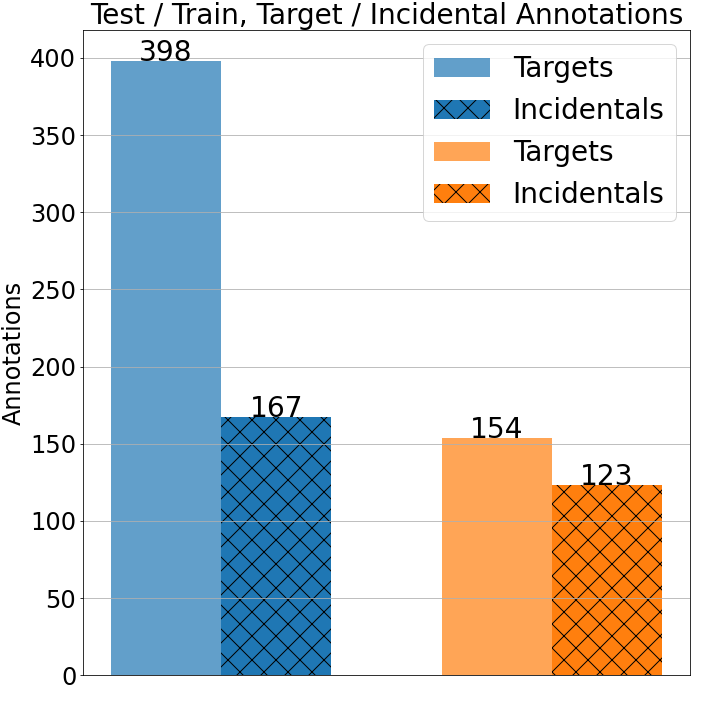 Test / Train, Target / Incidental Annotations
398
400
Targets
Incidentals
350
Targets
Incidentals
300
250
Annotations
200
167
154
150
123
100
50
0